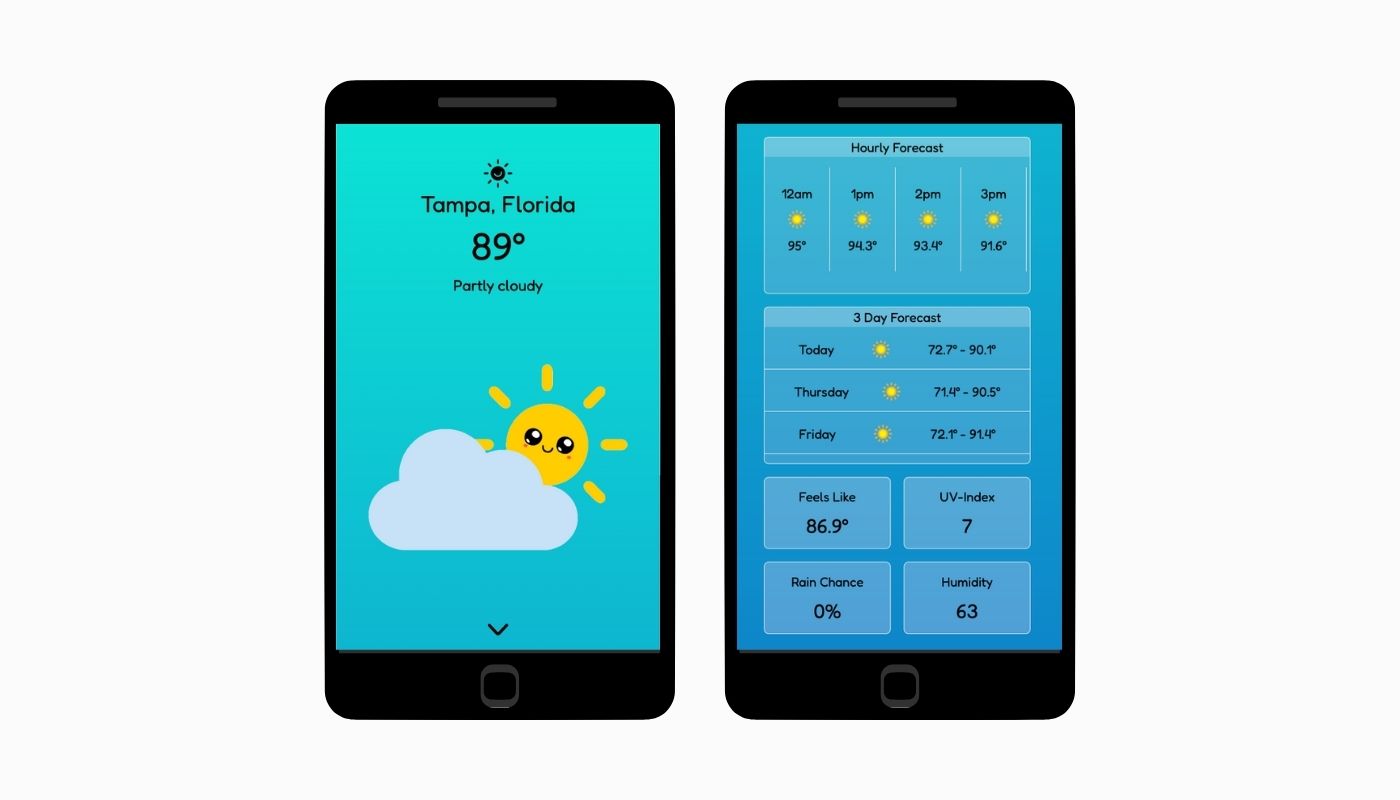 Tampa, Florida
89°
Partly cloudy
Hourly Forecast
12am 1pm 2pm 3pm
95° 94.3° 93.4° 91.6°
3 Day Forecast
Today 72.7° - 90.1°
Thursday 71.4° - 90.5°
Friday 72.1° - 91.4°
Feels Like UV-Index
86.9° 7
Rain Chance Humidity
0% 63